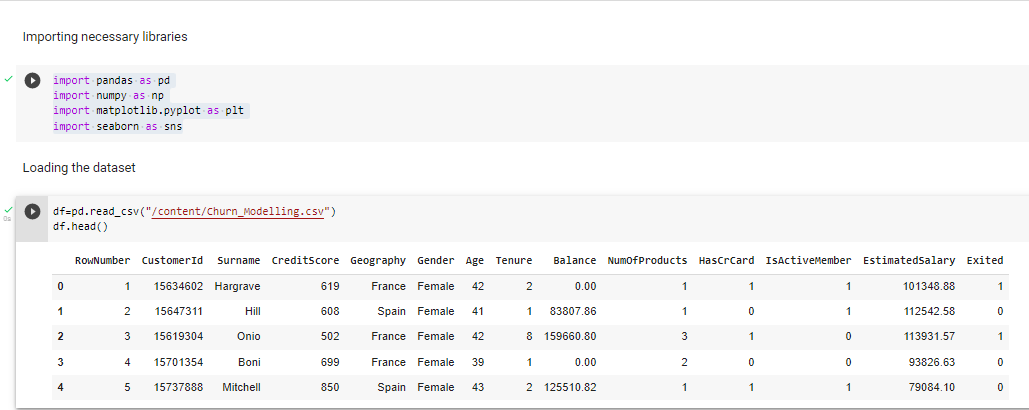 Importing necessary libraries
import pandas as pd
import numpy as np
import matplotlib.pyplot as plt
import seaborn as sns
Loading the dataset
0s
df=pd.read_csv("/content/Churn_Modelling.csv")
df.head()
RowNumber CustomerId Surname CreditScore Geography Gender Age Tenure Balance NumOfProducts HasCrCard IsActiveMember EstimatedSalary Exited
0 1 15634602 Hargrave 619 France Female 42 2 0.00 1 1 1 101348.88 1
1 2 15647311 Hill 608 Spain Female 41 1 83807.86 1 0 1 112542.58 0
2 3 15619304 Onio 502 France Female 42 8 159660.80 3 1 0 113931.57 1
3 4 15701354 Boni 699 France Female 39 1 0.00 2 0 0 93826.63 0
4 5 15737888 Mitchell 850 Spain Female 43 2 125510.82 1 1 1 79084.10 0